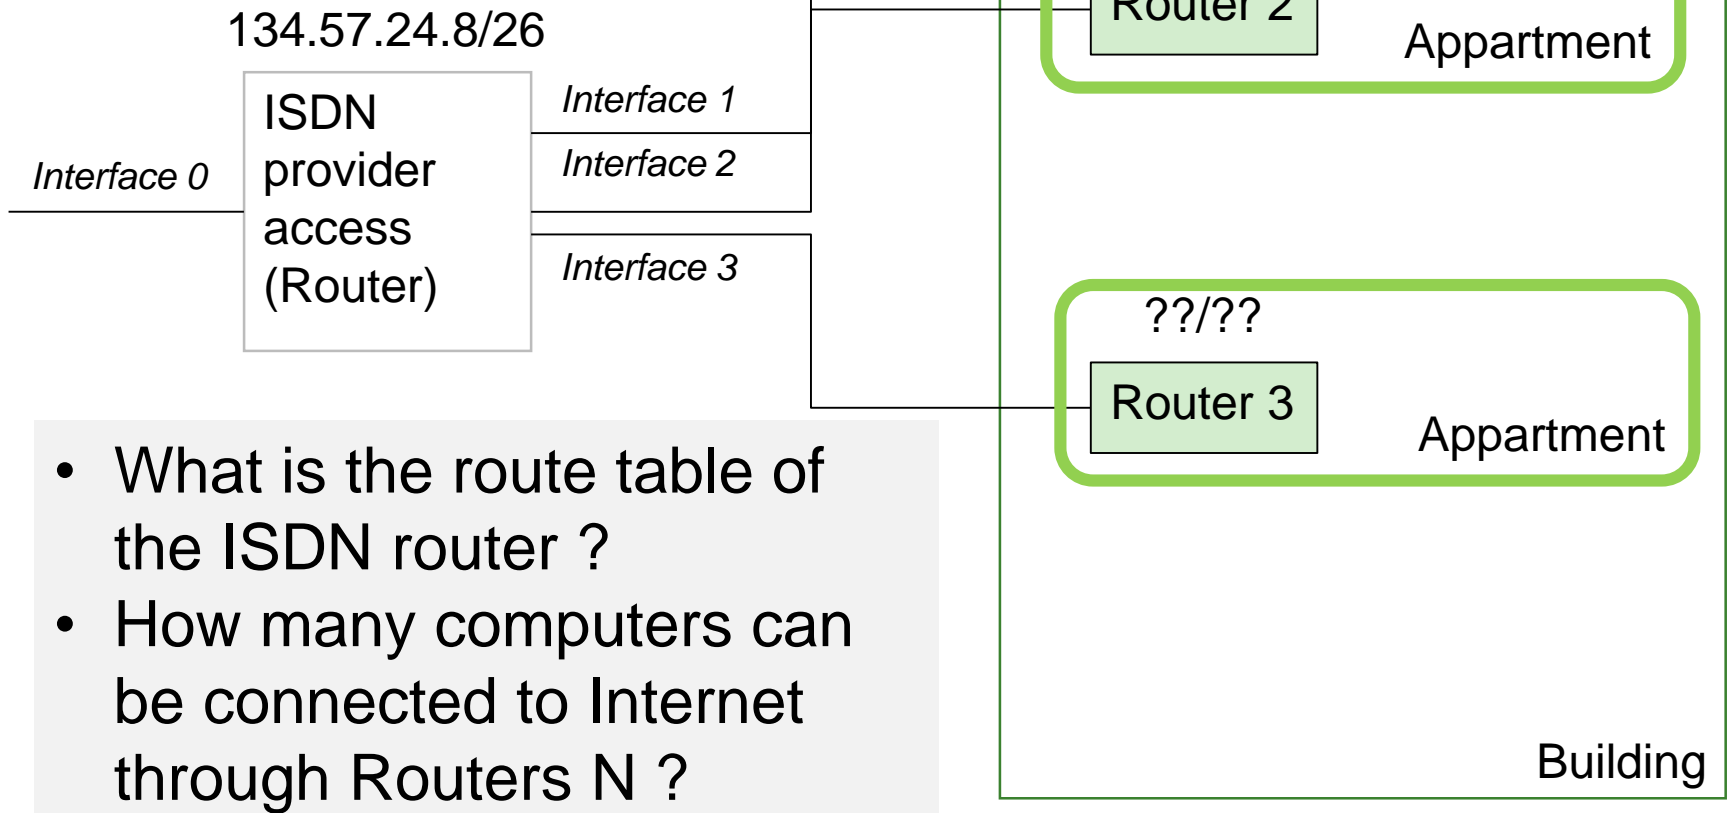 Router 2
Appartment
134.57.24.8/26
ISDN
provider
access
(Router)
Interface 0
Interface 1
Interface 2
Interface 3
??/??
Router 3
Appartment
• What is the route table of
the ISDN router ?
• How many computers can
be connected to Internet
through Routers N ?
Building